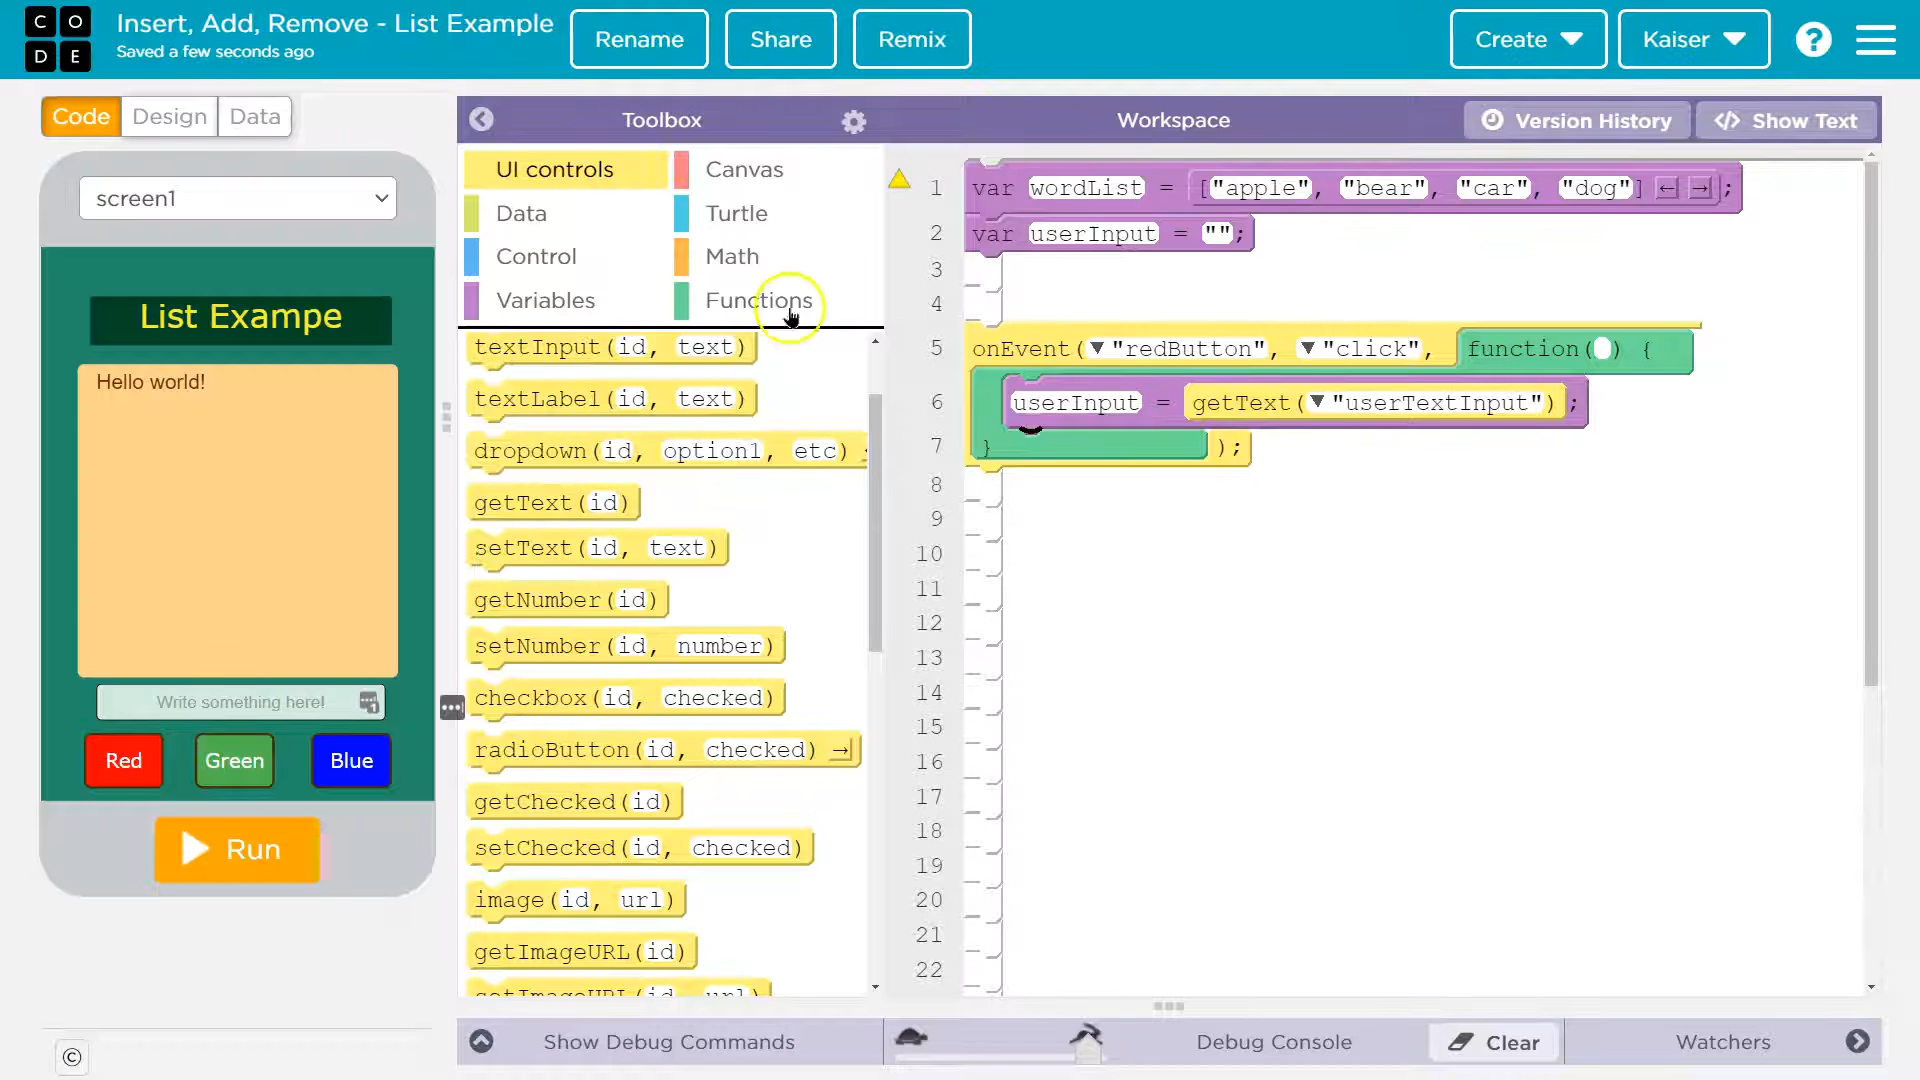 CODE
Insert, Add, Remove - List Example
Saved a few seconds ago
Rename
Share
Remix
Create
Kaiser
?
Code
Design
Data
Toolbox
Workspace
Version History
</> Show Text
screen1
List Exampe
Hello world!
Write something here!
1
Red
Green
Blue
Run
©
UI controls
Canvas
Data
Turtle
Control
Math
Variables
Functions
textInput(id, text)
textLabel(id, text)
dropdown(id, option1, etc) ;
getText(id)
setText(id, text)
getNumber(id)
setNumber(id, number)
checkbox(id, checked)
radioButton(id, checked) →
getChecked(id)
setChecked(id, checked)
image(id, url)
getImageURL(id)
setImageURL(id, url)
1 var wordList = ["apple", "bear", "car", "dog"] ← → ;
2 var userInput = "";
3
4
5 onEvent(▼"redButton", ▼"click", function( ) {
6 userInput = getText(▼"userTextInput");
7 } );
8
9
10
11
12
13
14
15
16
17
18
19
20
21
22
Show Debug Commands
Debug Console
Clear
Watchers